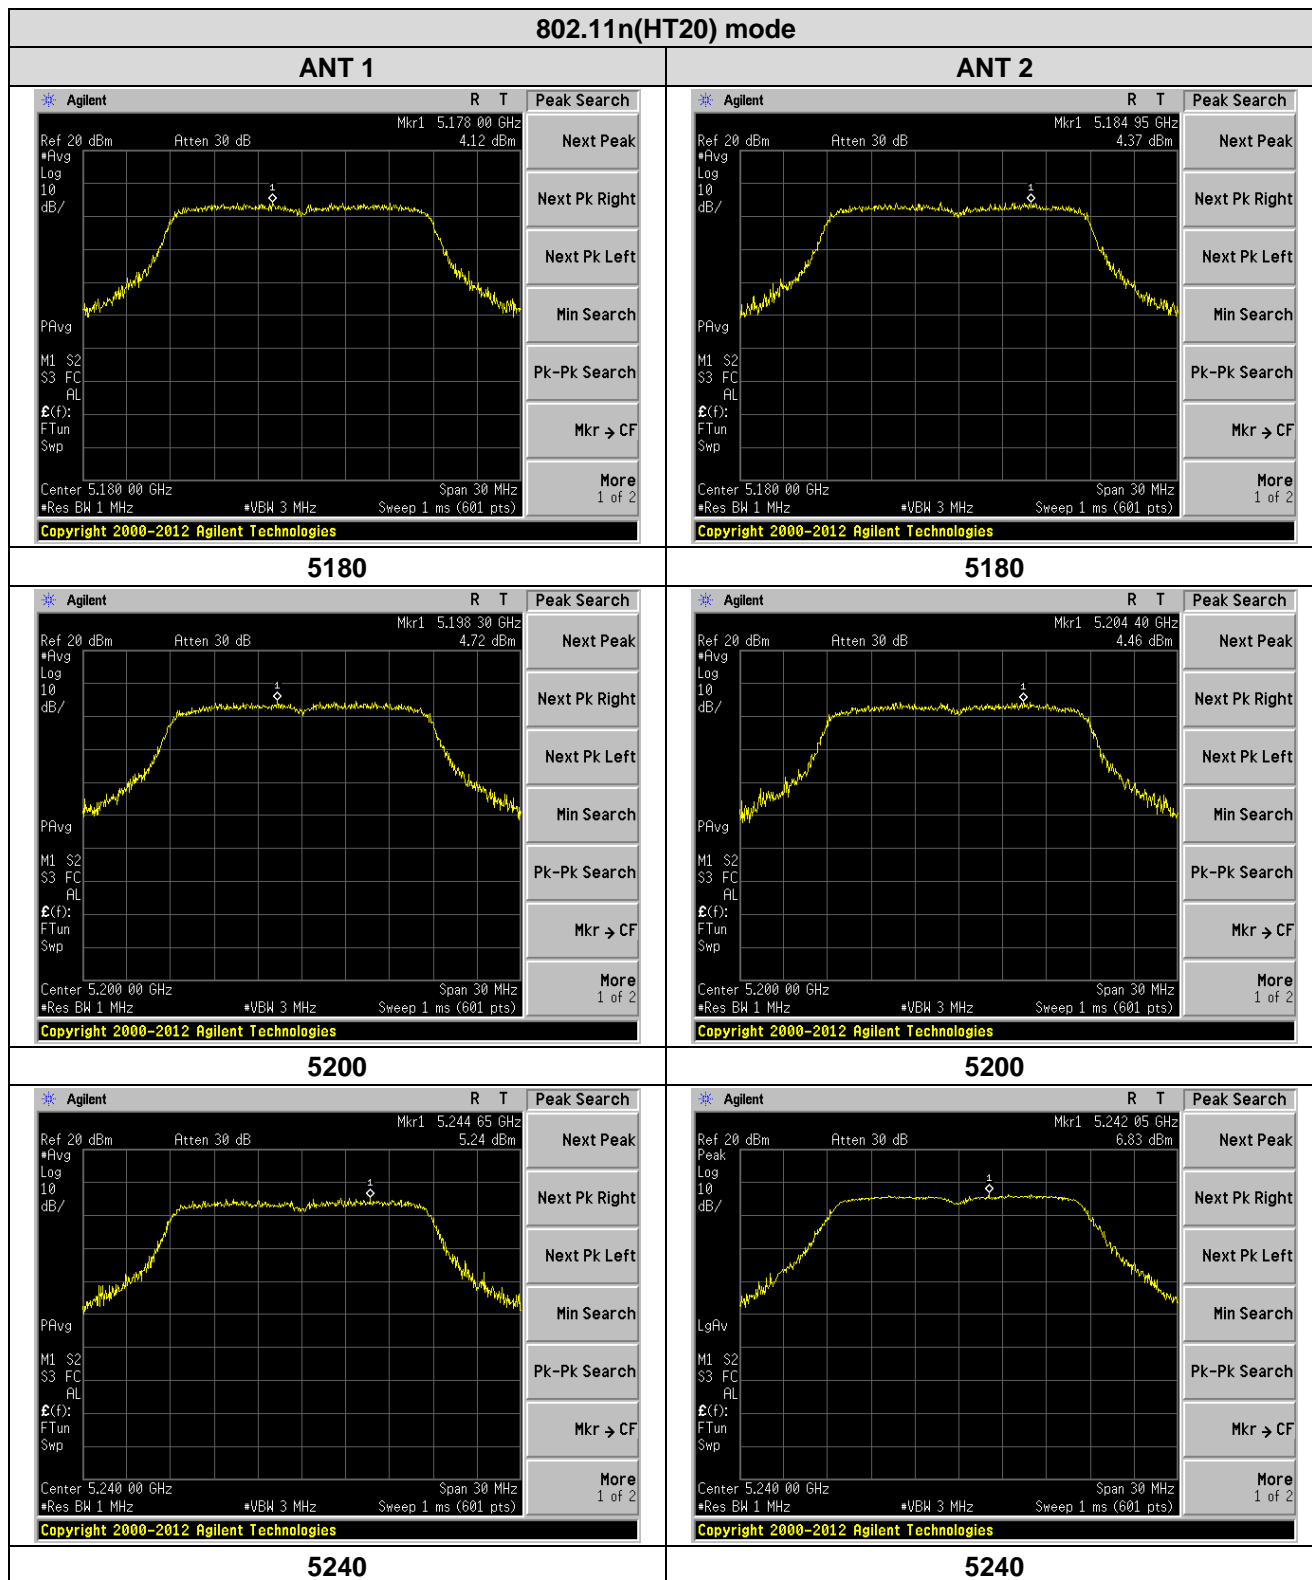 802.11n(HT20) mode
ANT 1
ANT 2
Agilent R T Peak Search
Mkr1 5.178 00 GHz
Ref 20 dBm Atten 30 dB 4.12 dBm
#Avg
Log
10
dB/
1
PAvg
M1 S2
S3 FC
AL
£(f):
FTun
Swp
Center 5.180 00 GHz Span 30 MHz
#Res BW 1 MHz #VBW 3 MHz Sweep 1 ms (601 pts)
Copyright 2000-2012 Agilent Technologies
Next Peak
Next Pk Right
Next Pk Left
Min Search
Pk-Pk Search
Mkr → CF
More
1 of 2
Agilent R T Peak Search
Mkr1 5.184 95 GHz
Ref 20 dBm Atten 30 dB 4.37 dBm
#Avg
Log
10
dB/
1
PAvg
M1 S2
S3 FC
AL
£(f):
FTun
Swp
Center 5.180 00 GHz Span 30 MHz
#Res BW 1 MHz #VBW 3 MHz Sweep 1 ms (601 pts)
Copyright 2000-2012 Agilent Technologies
Next Peak
Next Pk Right
Next Pk Left
Min Search
Pk-Pk Search
Mkr → CF
More
1 of 2
5180
5180
Agilent R T Peak Search
Mkr1 5.198 30 GHz
Ref 20 dBm Atten 30 dB 4.72 dBm
#Avg
Log
10
dB/
1
PAvg
M1 S2
S3 FC
AL
£(f):
FTun
Swp
Center 5.200 00 GHz Span 30 MHz
#Res BW 1 MHz #VBW 3 MHz Sweep 1 ms (601 pts)
Copyright 2000-2012 Agilent Technologies
Next Peak
Next Pk Right
Next Pk Left
Min Search
Pk-Pk Search
Mkr → CF
More
1 of 2
Agilent R T Peak Search
Mkr1 5.204 40 GHz
Ref 20 dBm Atten 30 dB 4.46 dBm
#Avg
Log
10
dB/
1
PAvg
M1 S2
S3 FC
AL
£(f):
FTun
Swp
Center 5.200 00 GHz Span 30 MHz
#Res BW 1 MHz #VBW 3 MHz Sweep 1 ms (601 pts)
Copyright 2000-2012 Agilent Technologies
Next Peak
Next Pk Right
Next Pk Left
Min Search
Pk-Pk Search
Mkr → CF
More
1 of 2
5200
5200
Agilent R T Peak Search
Mkr1 5.244 65 GHz
Ref 20 dBm Atten 30 dB 5.24 dBm
#Avg
Log
10
dB/
1
PAvg
M1 S2
S3 FC
AL
£(f):
FTun
Swp
Center 5.240 00 GHz Span 30 MHz
#Res BW 1 MHz #VBW 3 MHz Sweep 1 ms (601 pts)
Copyright 2000-2012 Agilent Technologies
Next Peak
Next Pk Right
Next Pk Left
Min Search
Pk-Pk Search
Mkr → CF
More
1 of 2
Agilent R T Peak Search
Mkr1 5.242 05 GHz
Ref 20 dBm Atten 30 dB 6.83 dBm
Peak
Log
10
dB/
1
LgAv
M1 S2
S3 FC
AL
£(f):
FTun
Swp
Center 5.240 00 GHz Span 30 MHz
#Res BW 1 MHz #VBW 3 MHz Sweep 1 ms (601 pts)
Copyright 2000-2012 Agilent Technologies
Next Peak
Next Pk Right
Next Pk Left
Min Search
Pk-Pk Search
Mkr → CF
More
1 of 2
5240
5240